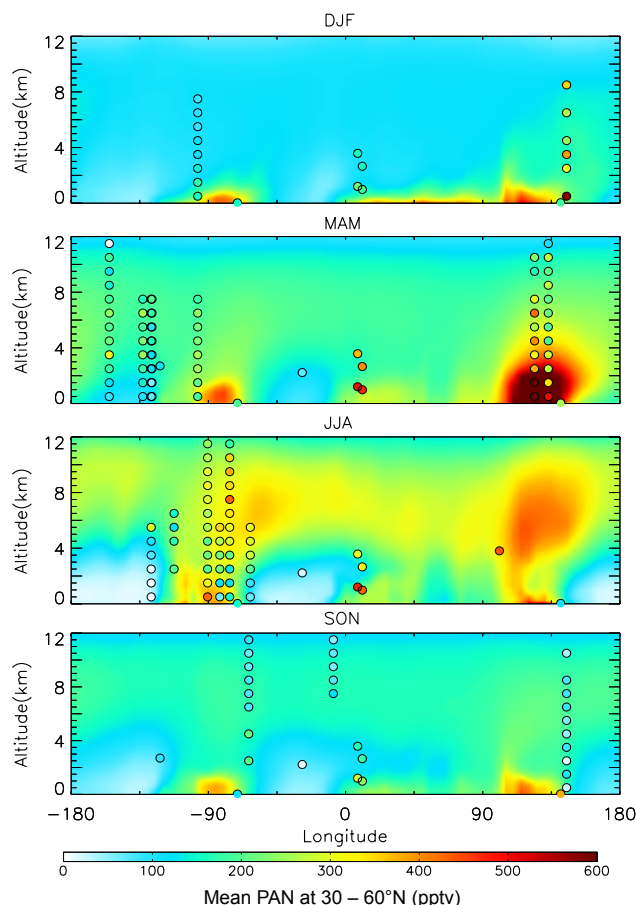 DJF
12
8
4
0
Altitude(km)
MAM
12
8
4
0
Altitude(km)
JJA
12
8
4
0
Altitude(km)
SON
12
8
4
0
Altitude(km)
−180 −90 0 90 180
Longitude
0 100 200 300 400 500 600
Mean PAN at 30 – 60°N (pptv)